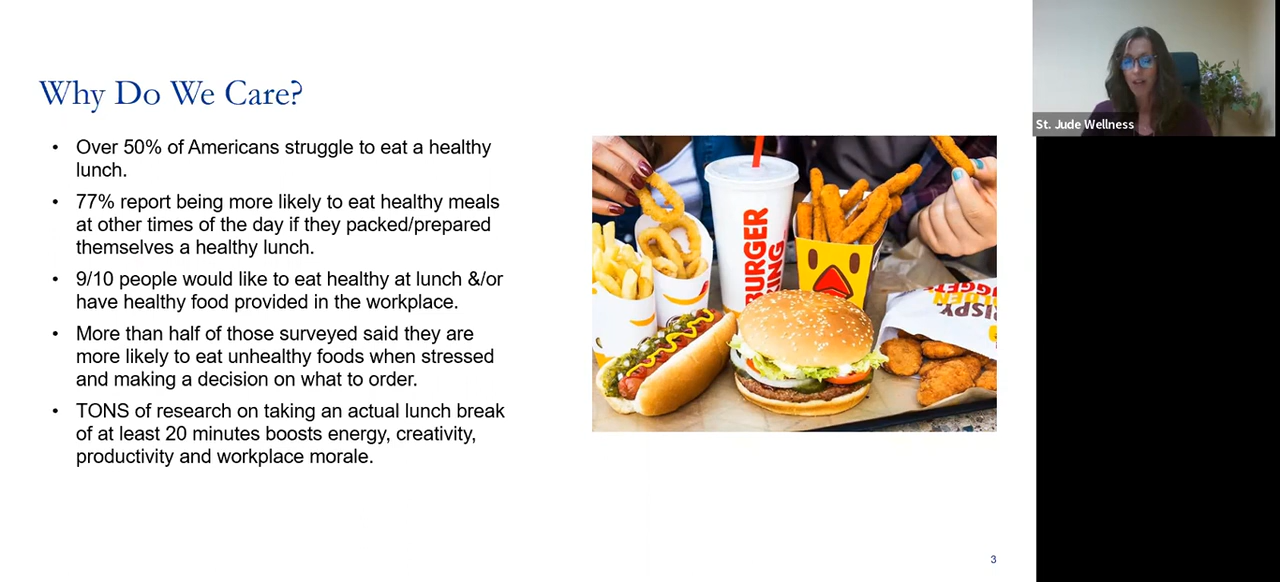 Why Do We Care?
• Over 50% of Americans struggle to eat a healthy
lunch.
• 77% report being more likely to eat healthy meals
at other times of the day if they packed/prepared
themselves a healthy lunch.
• 9/10 people would like to eat healthy at lunch &/or
have healthy food provided in the workplace.
• More than half of those surveyed said they are
more likely to eat unhealthy foods when stressed
and making a decision on what to order.
• TONS of research on taking an actual lunch break
of at least 20 minutes boosts energy, creativity,
productivity and workplace morale.
BURGER
KING
NUGGETS
GOLDEN
CRISPY
3
St. Jude Wellness